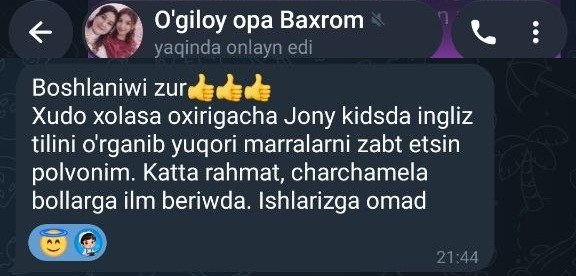 O'giloy opa Baxrom
yaqinda onlayn edi
Boshlaniwi zur👍👍👍
Xudo xolasa oxirigacha Jony kidsda ingliz
tilini o'rganib yuqori marralarni zabt etsin
polvonim. Katta rahmat, charchamela
bollarga ilm beriwda. Ishlarizga omad
21:44